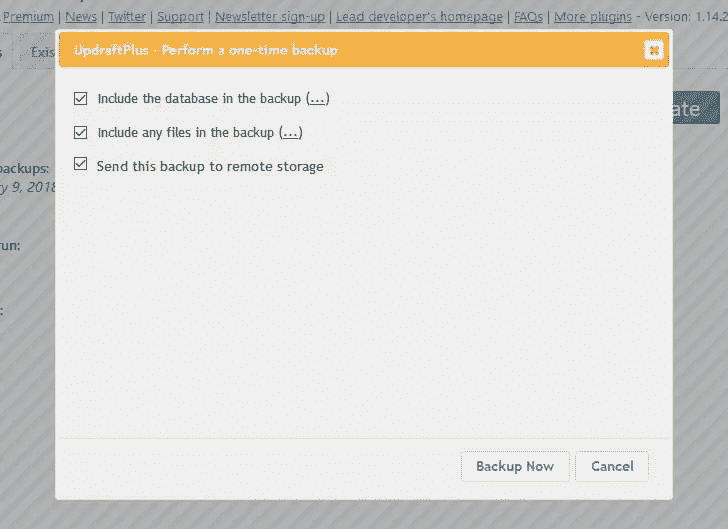 Premium | News | Twitter | Support | Newsletter sign-up | Lead developer's homepage | FAQs | More plugins - Version: 1.14.2
s Exis
UpdraftPlus - Perform a one-time backup
Include the database in the backup (...)
ate
Include any files in the backup (...)
Send this backup to remote storage
backups:
ry 9, 2018
run:
Backup Now Cancel